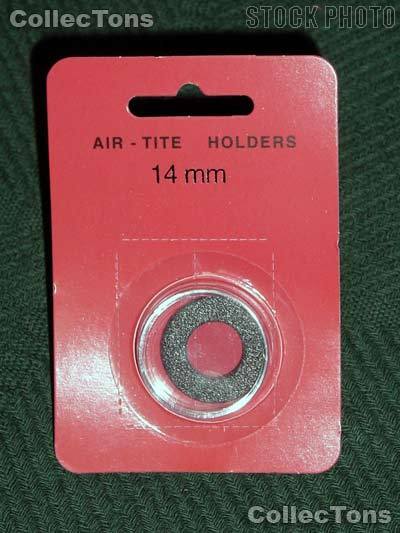 CollecTons
STOCK PHOTO
AIR - TITE HOLDERS
14 mm
CollecTons